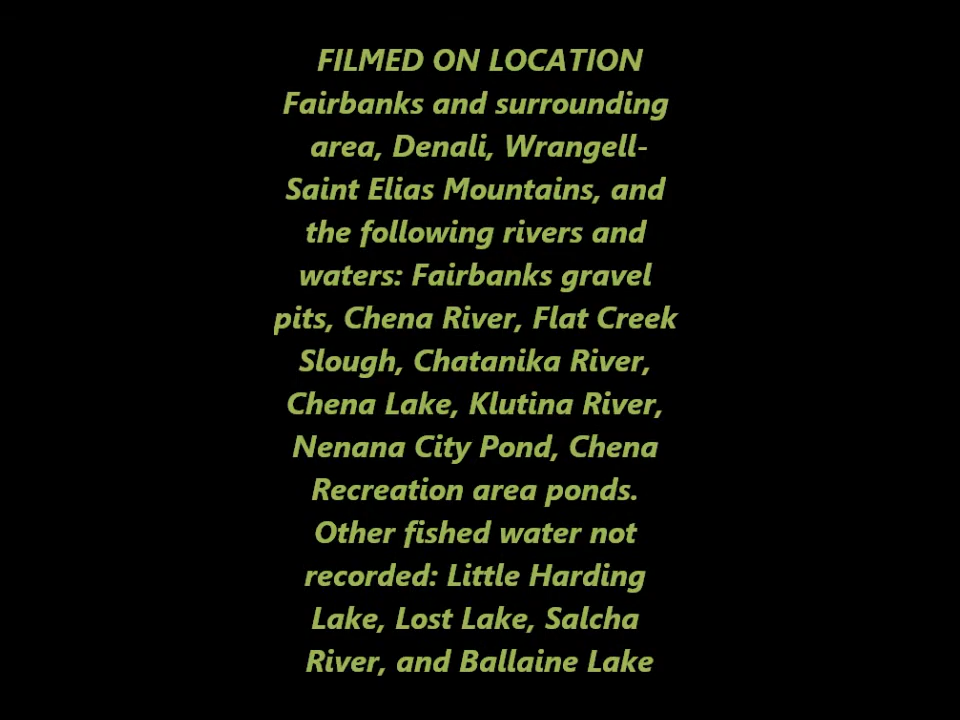 FILMED ON LOCATION
Fairbanks and surrounding
area, Denali, Wrangell-
Saint Elias Mountains, and
the following rivers and
waters: Fairbanks gravel
pits, Chena River, Flat Creek
Slough, Chatanika River,
Chena Lake, Klutina River,
Nenana City Pond, Chena
Recreation area ponds.
Other fished water not
recorded: Little Harding
Lake, Lost Lake, Salcha
River, and Ballaine Lake